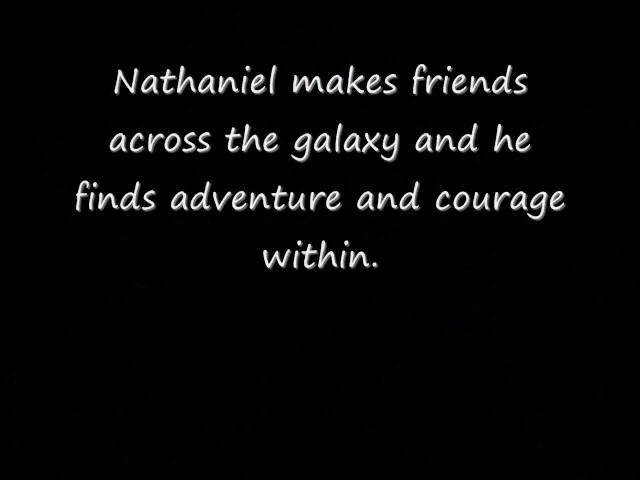 Nathaniel makes friends
across the galaxy and he
finds adventure and courage
within.